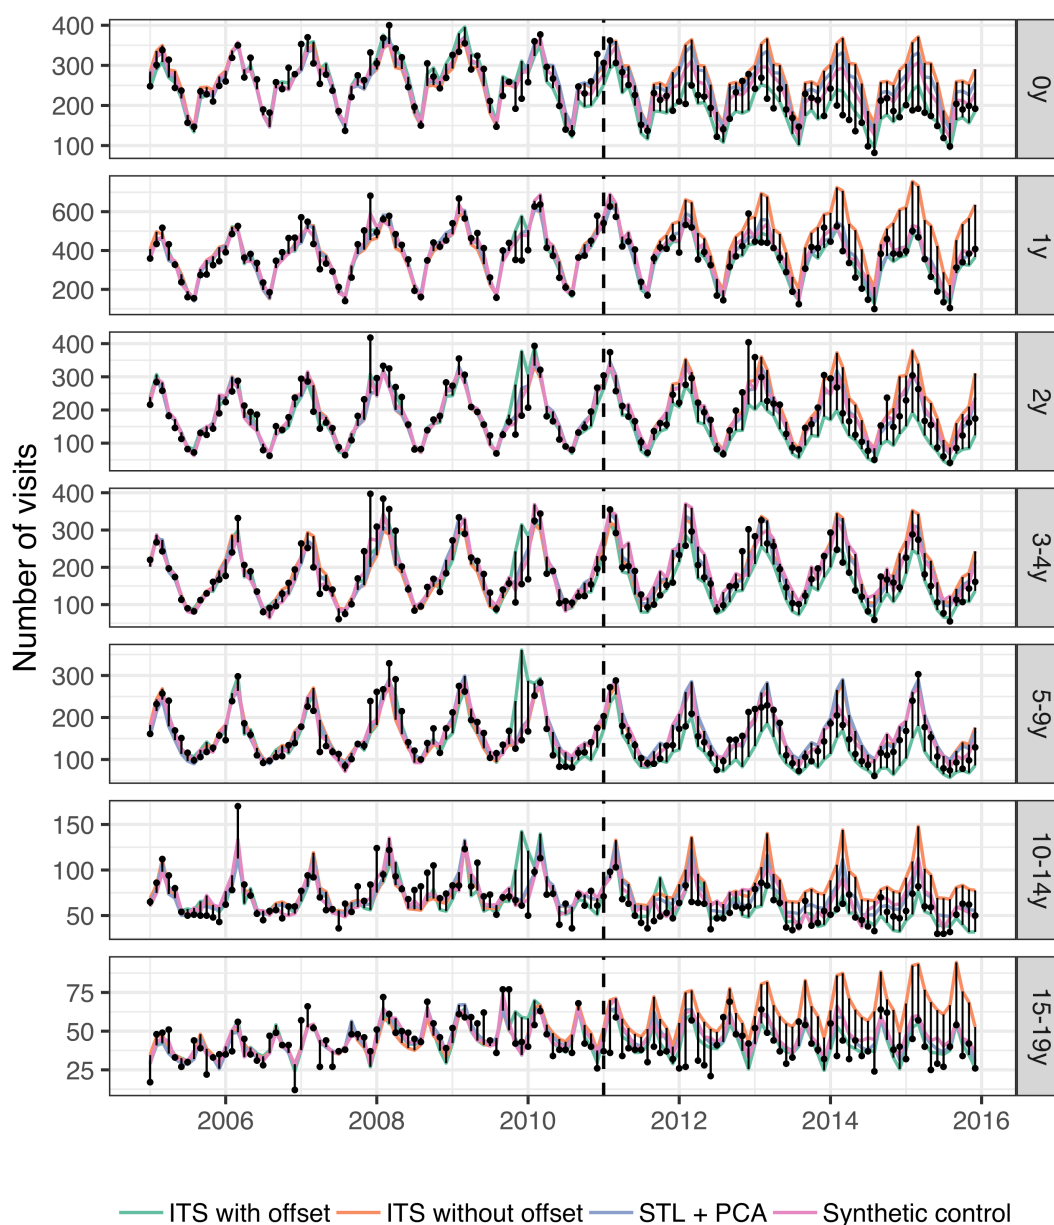 Number of visits
400
300
200
100
0y
600
400
200
1y
400
300
200
100
2y
400
300
200
100
3-4y
300
200
100
5-9y
150
100
50
10-14y
75
50
25
15-19y
2006 2008 2010 2012 2014 2016
ITS with offset ITS without offset STL + PCA Synthetic control